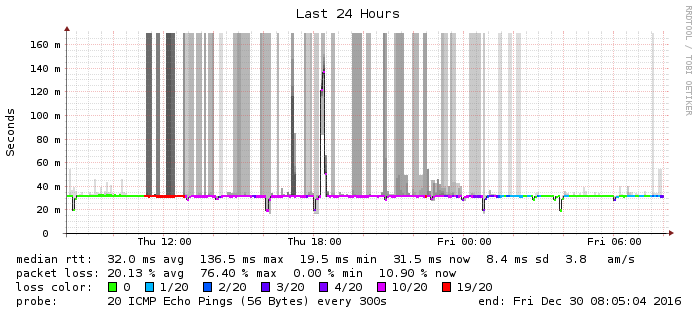 Last 24 Hours
RRDTOOL / TOBI OETIKER
Seconds
160 m
140 m
120 m
100 m
80 m
60 m
40 m
20 m
0
Thu 12:00 Thu 18:00 Fri 00:00 Fri 06:00
median rtt: 32.0 ms avg 136.5 ms max 19.5 ms min 31.5 ms now 8.4 ms sd 3.8 am/s
packet loss: 20.13 % avg 76.40 % max 0.00 % min 10.90 % now
loss color: 0 1/20 2/20 3/20 4/20 10/20 19/20
probe: 20 ICMP Echo Pings (56 Bytes) every 300s end: Fri Dec 30 08:05:04 2016